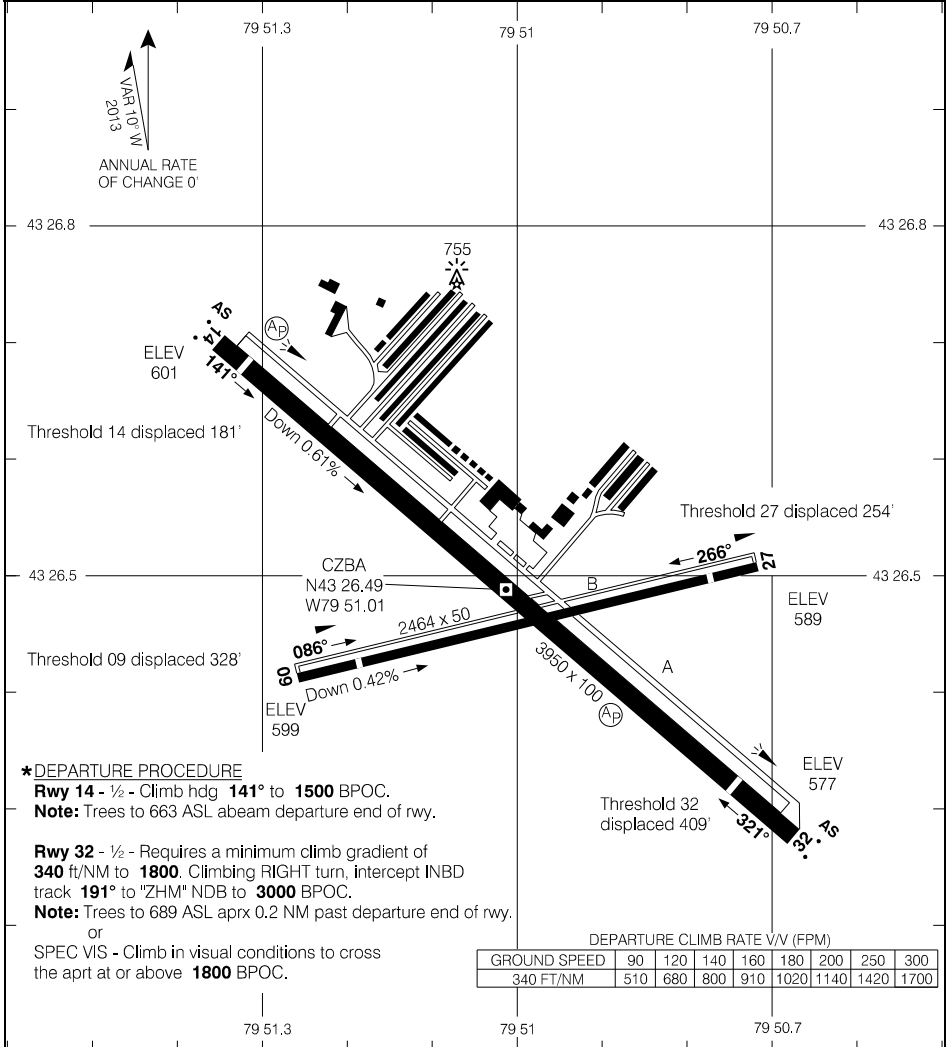 79 51.3 79 51 79 50.7
VAR 10° W
2013
ANNUAL RATE
OF CHANGE 0'
43 26.8 43 26.8
755
AS
14
AP
ELEV
601
141°
Threshold 14 displaced 181'
Down 0.61%
Threshold 27 displaced 254'
266°
27
CZBA
N43 26.49
W79 51.01
43 26.5
B
ELEV
589
2464 x 50
086°
Threshold 09 displaced 328'
09
Down 0.42%
3950 x 100
A
AP
ELEV
599
ELEV
577
*DEPARTURE PROCEDURE
Rwy 14 - ½ - Climb hdg 141° to 1500 BPOC.
Note: Trees to 663 ASL abeam departure end of rwy.
Threshold 32
displaced 409'
321°
32
AS
Rwy 32 - ½ - Requires a minimum climb gradient of
340 ft/NM to 1800. Climbing RIGHT turn, intercept INBD
track 191° to "ZHM" NDB to 3000 BPOC.
Note: Trees to 689 ASL aprx 0.2 NM past departure end of rwy.
or
SPEC VIS - Climb in visual conditions to cross
the aprt at or above 1800 BPOC.
DEPARTURE CLIMB RATE V/V (FPM)
GROUND SPEED 90 120 140 160 180 200 250 300
340 FT/NM 510 680 800 910 1020 1140 1420 1700
79 51.3 79 51 79 50.7